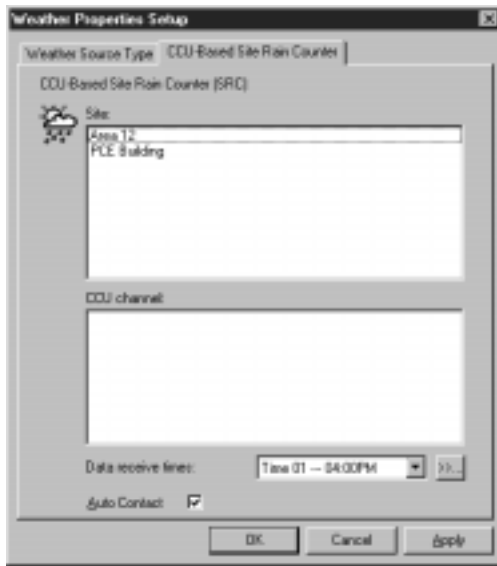 Weather Properties Setup
Weather Source Type
CCU-Based Site Rain Counter
CCU-Based Site Rain Counter (SRC)
Site:
Area 12
PCE Building
CCU channel:
Data receive times:
Time 01 -- 04:00PM
>>...
Auto Contact
OK
Cancel
Apply